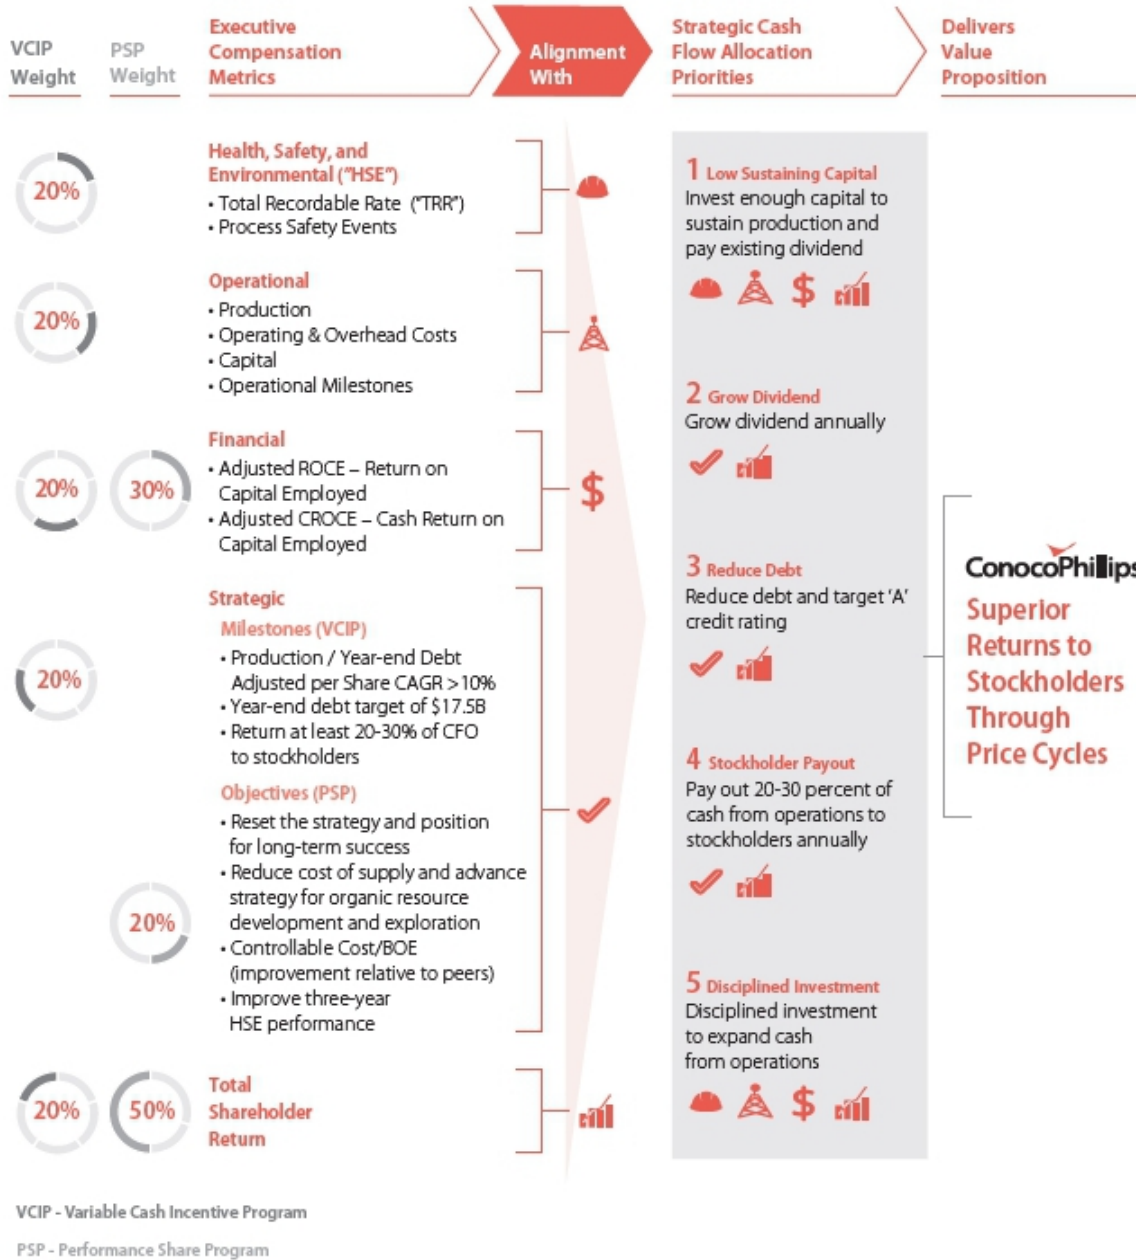 VCIP
Weight
PSP
Weight
Executive
Compensation
Metrics
Alignment
With
Strategic Cash
Flow Allocation
Priorities
Delivers
Value
Proposition
20%
Health, Safety, and
Environmental ("HSE")
• Total Recordable Rate ("TRR")
• Process Safety Events
20%
Operational
• Production
• Operating & Overhead Costs
• Capital
• Operational Milestones
20%
30%
Financial
• Adjusted ROCE – Return on
Capital Employed
• Adjusted CROCE – Cash Return on
Capital Employed
20%
Strategic
Milestones (VCIP)
• Production / Year-end Debt
Adjusted per Share CAGR >10%
• Year-end debt target of $17.5B
• Return at least 20-30% of CFO
to stockholders
20%
Objectives (PSP)
• Reset the strategy and position
for long-term success
• Reduce cost of supply and advance
strategy for organic resource
development and exploration
• Controllable Cost/BOE
(improvement relative to peers)
• Improve three-year
HSE performance
20%
50%
Total
Shareholder
Return
$
1 Low Sustaining Capital
Invest enough capital to
sustain production and
pay existing dividend
$
2 Grow Dividend
Grow dividend annually
3 Reduce Debt
Reduce debt and target 'A'
credit rating
4 Stockholder Payout
Pay out 20-30 percent of
cash from operations to
stockholders annually
5 Disciplined Investment
Disciplined investment
to expand cash
from operations
$
ConocoPhillips
Superior
Returns to
Stockholders
Through
Price Cycles
VCIP - Variable Cash Incentive Program
PSP - Performance Share Program